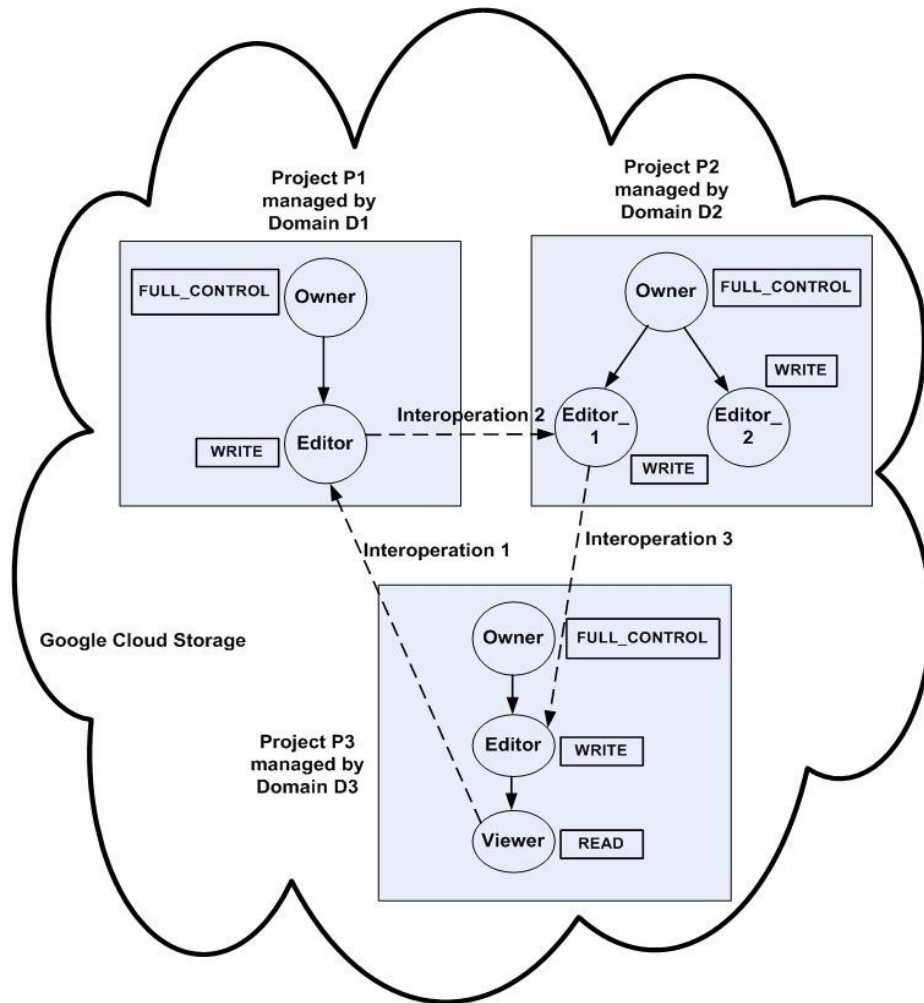 Project P1
managed by
Domain D1
FULL_CONTROL
Owner
WRITE
Editor
Interoperation 2
Project P2
managed by
Domain D2
Owner
FULL_CONTROL
WRITE
Editor_
1
Editor_
2
WRITE
Interoperation 1
Interoperation 3
Google Cloud Storage
Project P3
managed by
Domain D3
Owner
FULL_CONTROL
Editor
WRITE
Viewer
READ